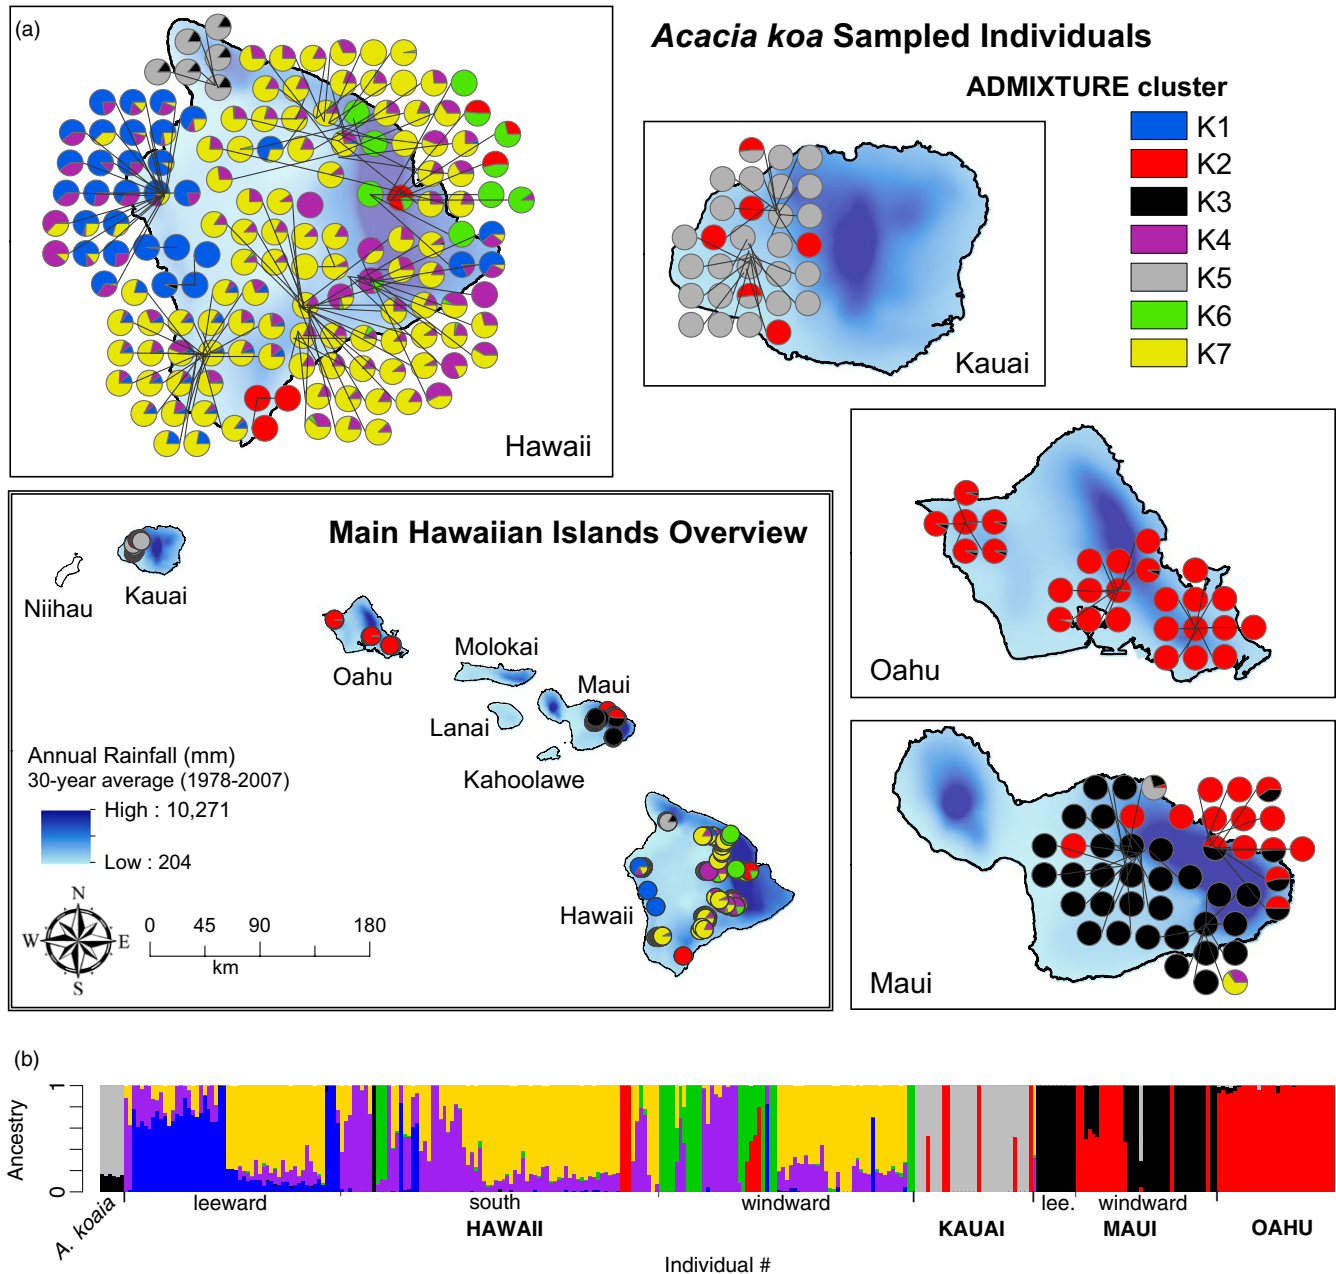 (a)
Acacia koa Sampled Individuals
ADMIXTURE cluster
K1
K2
K3
K4
K5
K6
K7
Hawaii
Kauai
Oahu
Maui
Main Hawaiian Islands Overview
Niihau
Kauai
Oahu
Molokai
Lanai
Maui
Kahoolawe
Hawaii
Annual Rainfall (mm)
30-year average (1978-2007)
High : 10,271
Low : 204
N
W E
S
0 45 90 180
km
(b)
Ancestry
1
0
A. koaia
leeward south windward lee. windward
HAWAII KAUAI MAUI OAHU
Individual #